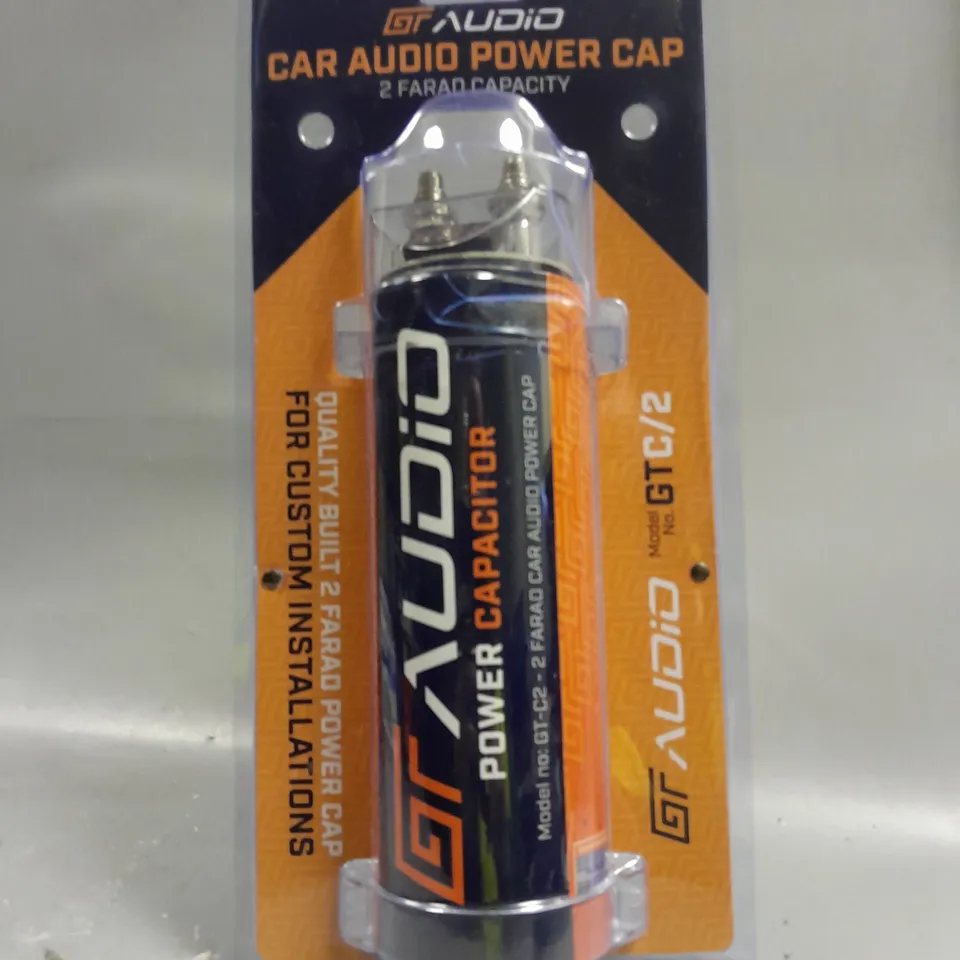 GT AUDiO
CAR AUDIO POWER CAP
2 FARAD CAPACITY
QUALITY BUILT 2 FARAD POWER CAP
FOR CUSTOM INSTALLATIONS
GT AUDiO
POWER CAPACITOR
Model no: GT-C2 - 2 FARAD CAR AUDIO POWER CAP
GT AUDiO
Model No. GTC/2